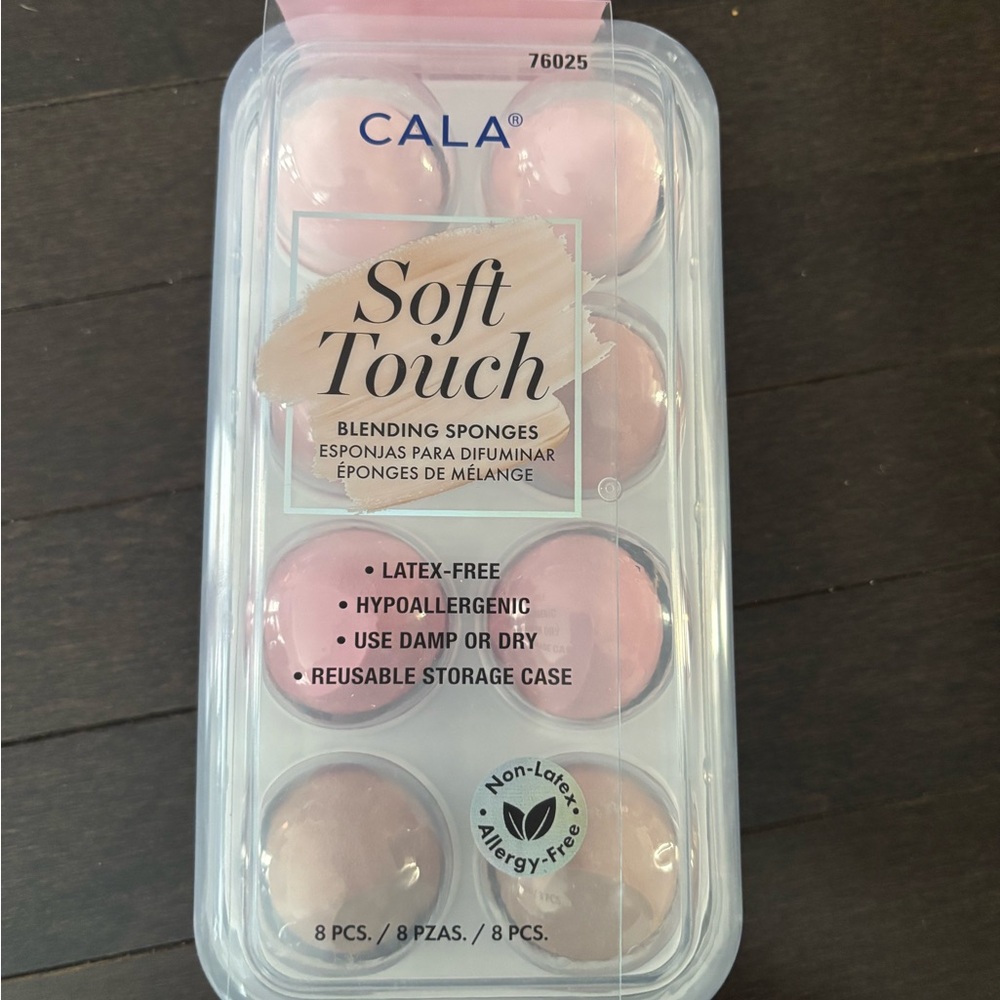 76025
CALA®
Soft
Touch
BLENDING SPONGES
ESPONJAS PARA DIFUMINAR
ÉPONGES DE MÉLANGE
• LATEX-FREE
• HYPOALLERGENIC
• USE DAMP OR DRY
• REUSABLE STORAGE CASE
Non-Latex
• Allergy-Free •
8 PCS. / 8 PZAS. / 8 PCS.